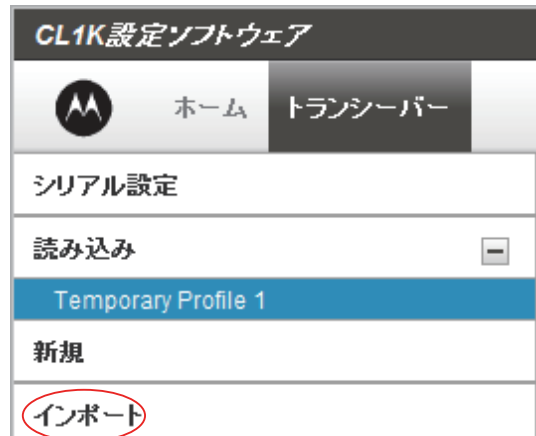 CL1K設定ソフトウェア
ホーム トランシーバー
シリアル設定
読み込み
Temporary Profile 1
新規
インポート